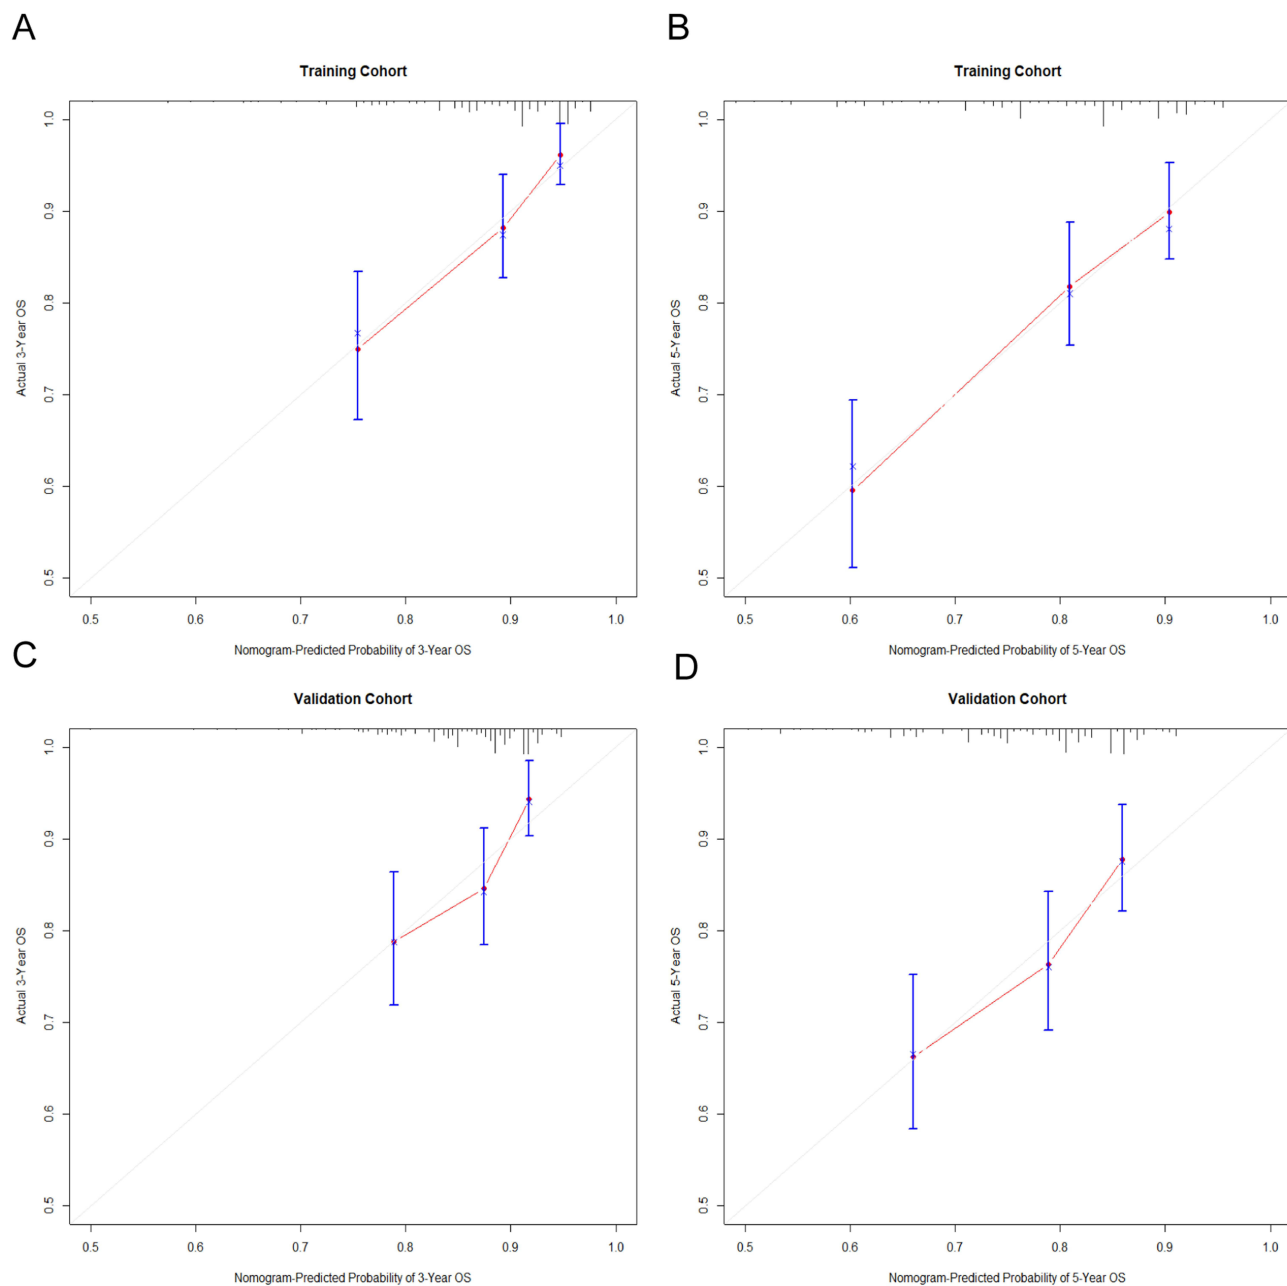 A
Training Cohort
Actual 3-Year OS
1.0
0.9
0.8
0.7
0.6
0.5
0.5 0.6 0.7 0.8 0.9 1.0
Nomogram-Predicted Probability of 3-Year OS
B
Training Cohort
Actual 5-Year OS
1.0
0.9
0.8
0.7
0.6
0.5
0.5 0.6 0.7 0.8 0.9 1.0
Nomogram-Predicted Probability of 5-Year OS
C
Validation Cohort
Actual 3-Year OS
1.0
0.9
0.8
0.7
0.6
0.5
0.5 0.6 0.7 0.8 0.9 1.0
Nomogram-Predicted Probability of 3-Year OS
D
Validation Cohort
Actual 5-Year OS
1.0
0.9
0.8
0.7
0.6
0.5
0.5 0.6 0.7 0.8 0.9 1.0
Nomogram-Predicted Probability of 5-Year OS